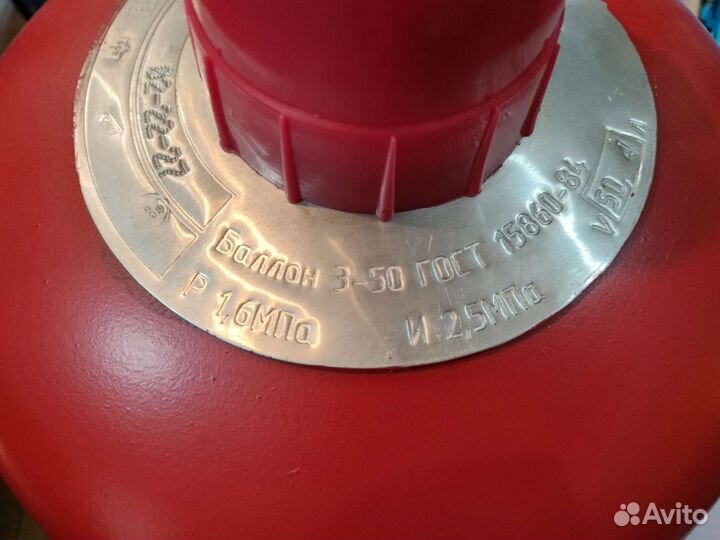 Баллон 3-50 ГОСТ 15860-84
V 50 л
Р 1,6МПа И 2,5МПа
Avito